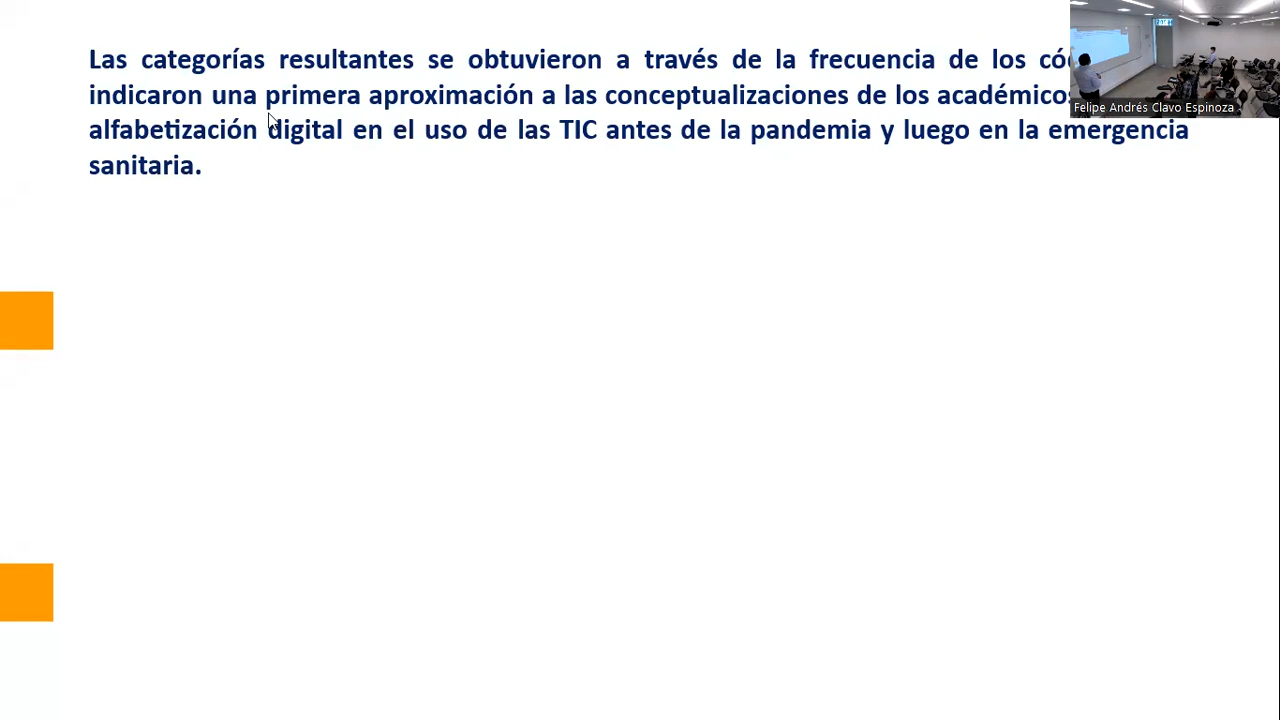 Las categorías resultantes se obtuvieron a través de la frecuencia de los
indicaron una primera aproximación a las conceptualizaciones de los
alfabetización digital en el uso de las TIC antes de la pandemia y luego en la emergencia
sanitaria.
Felipe Andrés Clavo Espinoza